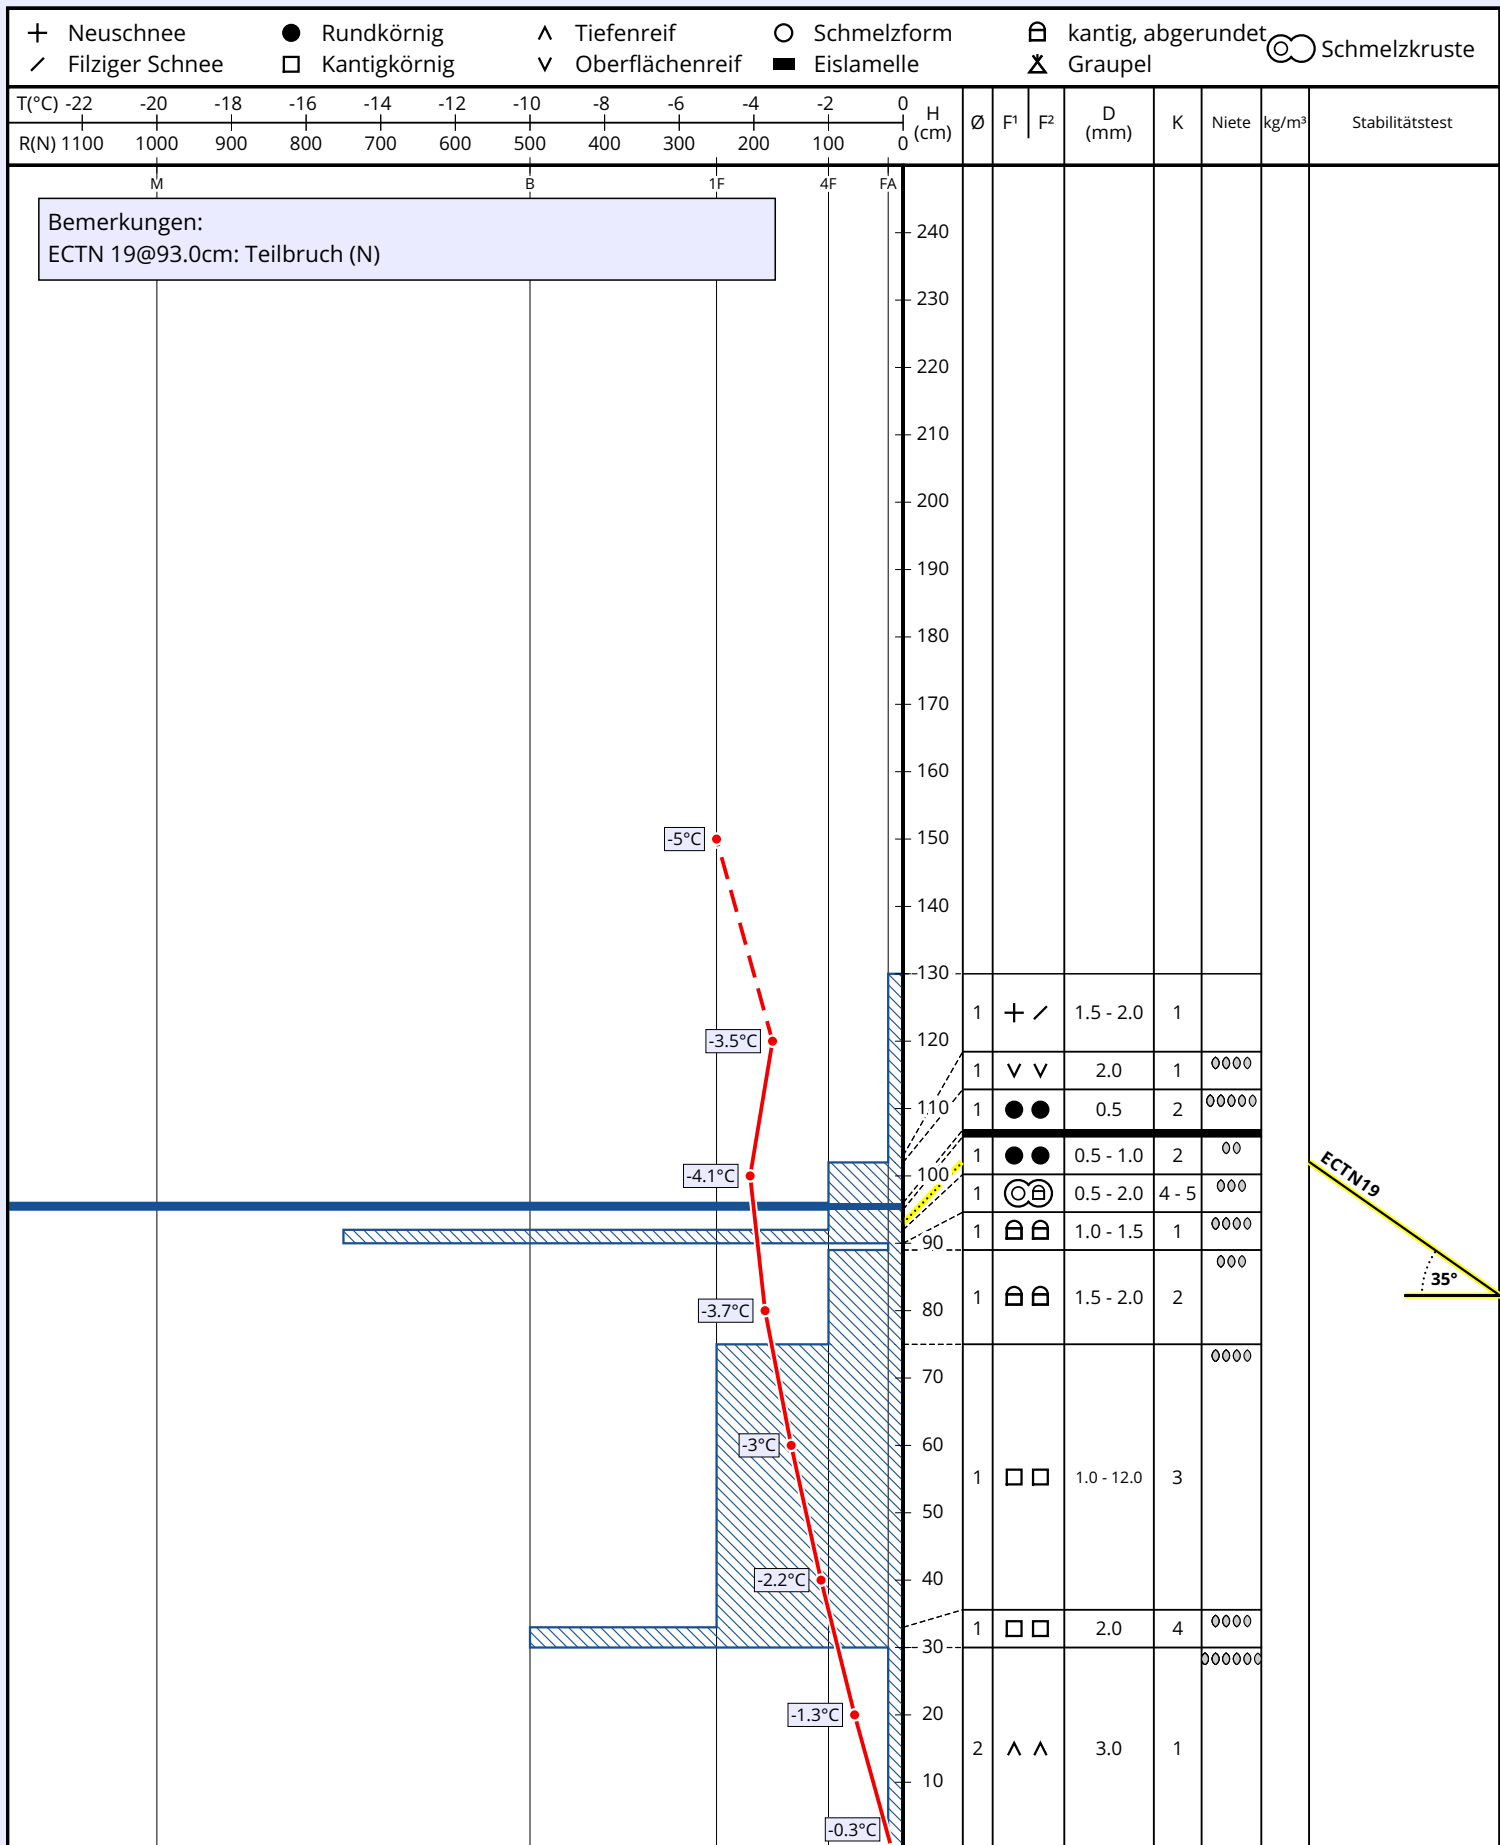 Neuschnee Rundkörnig Tiefenreif Schmelzform kantig, abgerundet Schmelzkruste
Filziger Schnee Kantigkörnig Oberflächenreif Eislamelle Graupel
T(°C) -22 -20 -18 -16 -14 -12 -10 -8 -6 -4 -2 0
R(N) 1100 1000 900 800 700 600 500 400 300 200 100 0
H (cm) Ø F¹ F² D (mm) K Niete kg/m³ Stabilitätstest
M B 1F 4F FA
Bemerkungen:
ECTN 19@93.0cm: Teilbruch (N)
240
230
220
210
200
190
180
170
160
-5°C 150
140
130
1 1.5 - 2.0 1
-3.5°C 120
1 2.0 1
110 1 0.5 2
1 0.5 - 1.0 2
-4.1°C 100
1 0.5 - 2.0 4 - 5
ECTN19
1 1.0 - 1.5 1
90
35°
1 1.5 - 2.0 2
-3.7°C 80
70
-3°C 60
1 1.0 - 12.0 3
50
-2.2°C 40
1 2.0 4
30
-1.3°C 20
2 3.0 1
10
-0.3°C